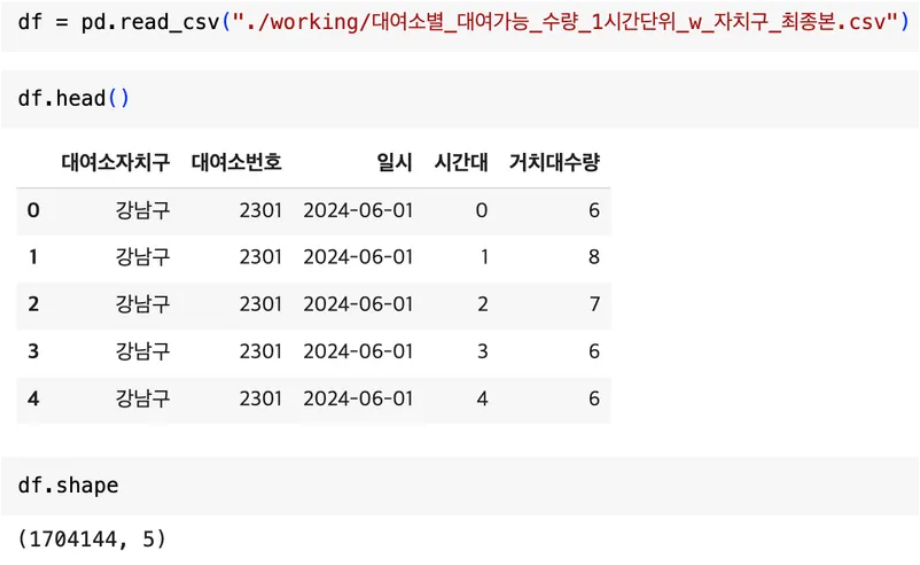 df = pd.read_csv("./working/대여소별_대여가능_수량_1시간단위_w_자치구_최종본.csv")
df.head()
대여소자치구 대여소번호 일시 시간대 거치대수량
0 강남구 2301 2024-06-01 0 6
1 강남구 2301 2024-06-01 1 8
2 강남구 2301 2024-06-01 2 7
3 강남구 2301 2024-06-01 3 6
4 강남구 2301 2024-06-01 4 6
df.shape
(1704144, 5)